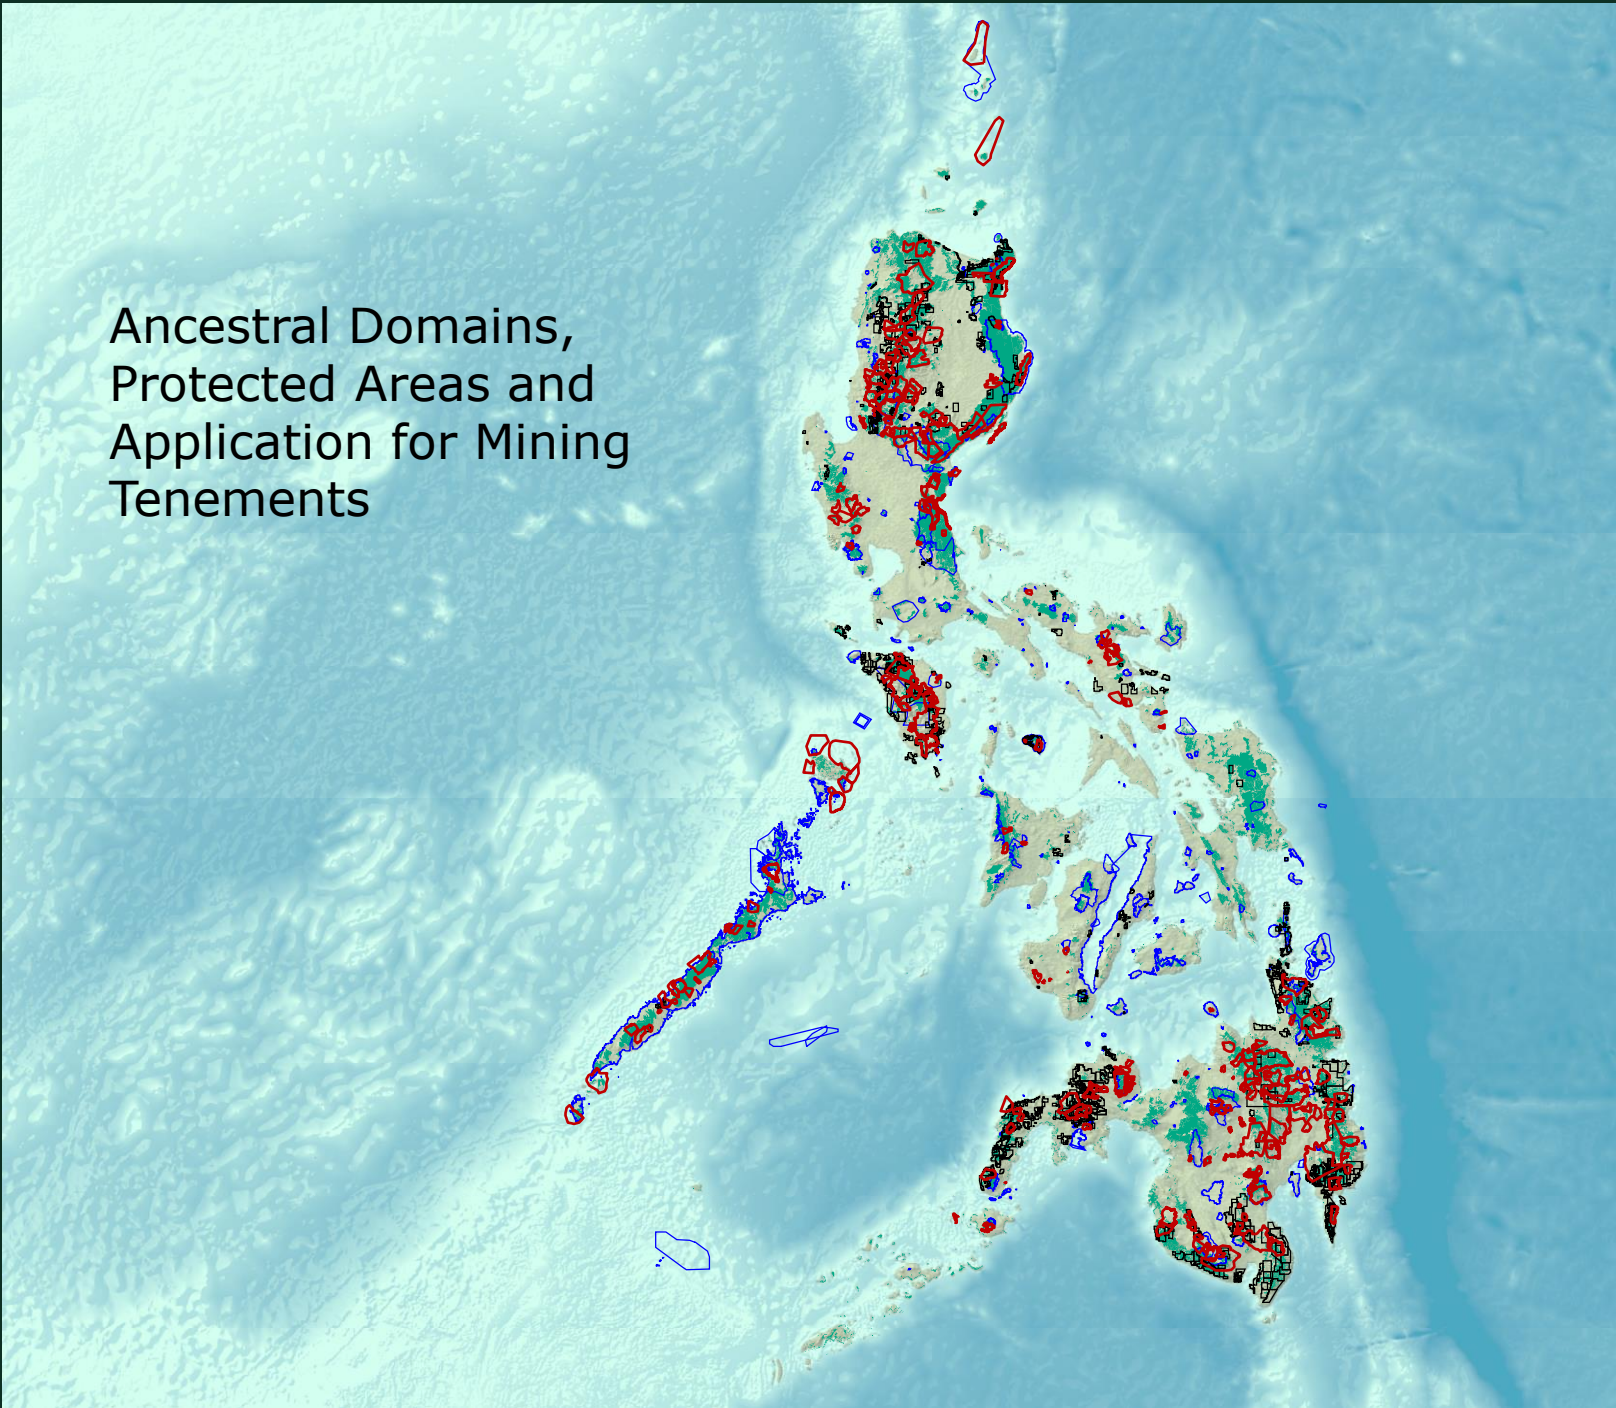 Ancestral Domains,
Protected Areas and
Application for Mining
Tenements